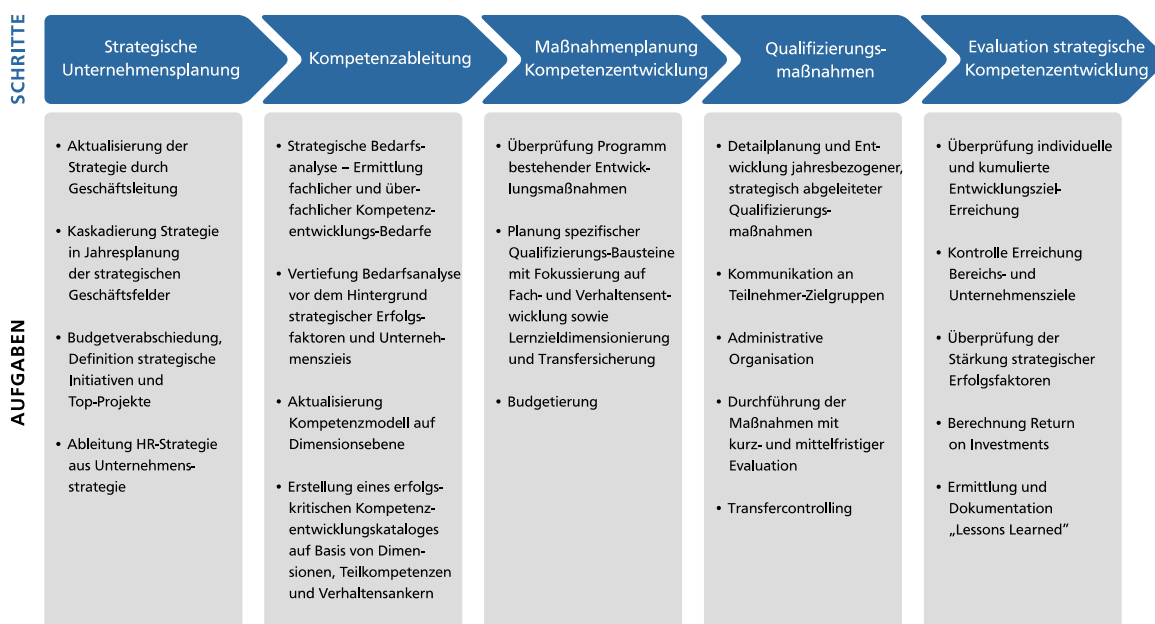 SCHRITTE
Strategische
Unternehmensplanung
Kompetenzableitung
Maßnahmenplanung
Kompetenzentwicklung
Qualifizierungs-
maßnahmen
Evaluation strategische
Kompetenzentwicklung
AUFGABEN
• Aktualisierung der
Strategie durch
Geschäftsleitung
• Kaskadierung Strategie
in Jahresplanung
der strategischen
Geschäftsfelder
• Budgetverabschiedung,
Definition strategische
Initiativen und
Top-Projekte
• Ableitung HR-Strategie
aus Unternehmens-
strategie
• Strategische Bedarfs-
analyse – Ermittlung
fachlicher und über-
fachlicher Kompetenz-
entwicklungs-Bedarfe
• Vertiefung Bedarfsanalyse
vor dem Hintergrund
strategischer Erfolgs-
faktoren und Unterneh-
menszieis
• Aktualisierung
Kompetenzmodell auf
Dimensionsebene
• Erstellung eines erfolgs-
kritischen Kompetenz-
entwicklungskataloges
auf Basis von Dimen-
sionen, Teilkompetenzen
und Verhaltensankern
• Überprüfung Programm
bestehender Entwick-
lungsmaßnahmen
• Planung spezifischer
Qualifizierungs-Bausteine
mit Fokussierung auf
Fach- und Verhaltensent-
wicklung sowie
Lernzieldimensionierung
und Transfersicherung
• Budgetierung
• Detailplanung und Ent-
wicklung jahresbezogener,
strategisch abgeleiteter
Qualifizierungs-
maßnahmen
• Kommunikation an
Teilnehmer-Zielgruppen
• Administrative
Organisation
• Durchführung der
Maßnahmen mit
kurz- und mittelfristiger
Evaluation
• Transfercontrolling
• Überprüfung individuelle
und kumulierte
Entwicklungsziel-
Erreichung
• Kontrolle Erreichung
Bereichs- und
Unternehmensziele
• Überprüfung der
Stärkung strategischer
Erfolgsfaktoren
• Berechnung Return
on Investments
• Ermittlung und
Dokumentation
„Lessons Learned”